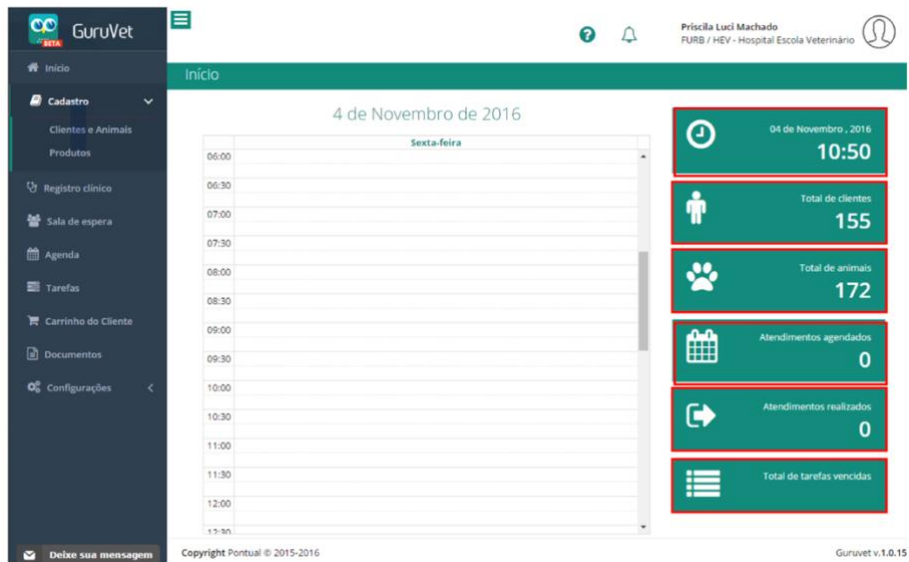 GuruVet
BETA
Priscila Luci Machado
FURB / HEV - Hospital Escola Veterinário
Início
Cadastro
Clientes e Animais
Produtos
Registro clínico
Sala de espera
Agenda
Tarefas
Carrinho do Cliente
Documentos
Configurações
Deixe sua mensagem
Início
4 de Novembro de 2016
Sexta-feira
06:00
06:30
07:00
07:30
08:00
08:30
09:00
09:30
10:00
10:30
11:00
11:30
12:00
12:30
04 de Novembro , 2016
10:50
Total de clientes
155
Total de animais
172
Atendimentos agendados
0
Atendimentos realizados
0
Total de tarefas vencidas
Copyright Pontual © 2015-2016
Guruvet v.1.0.15